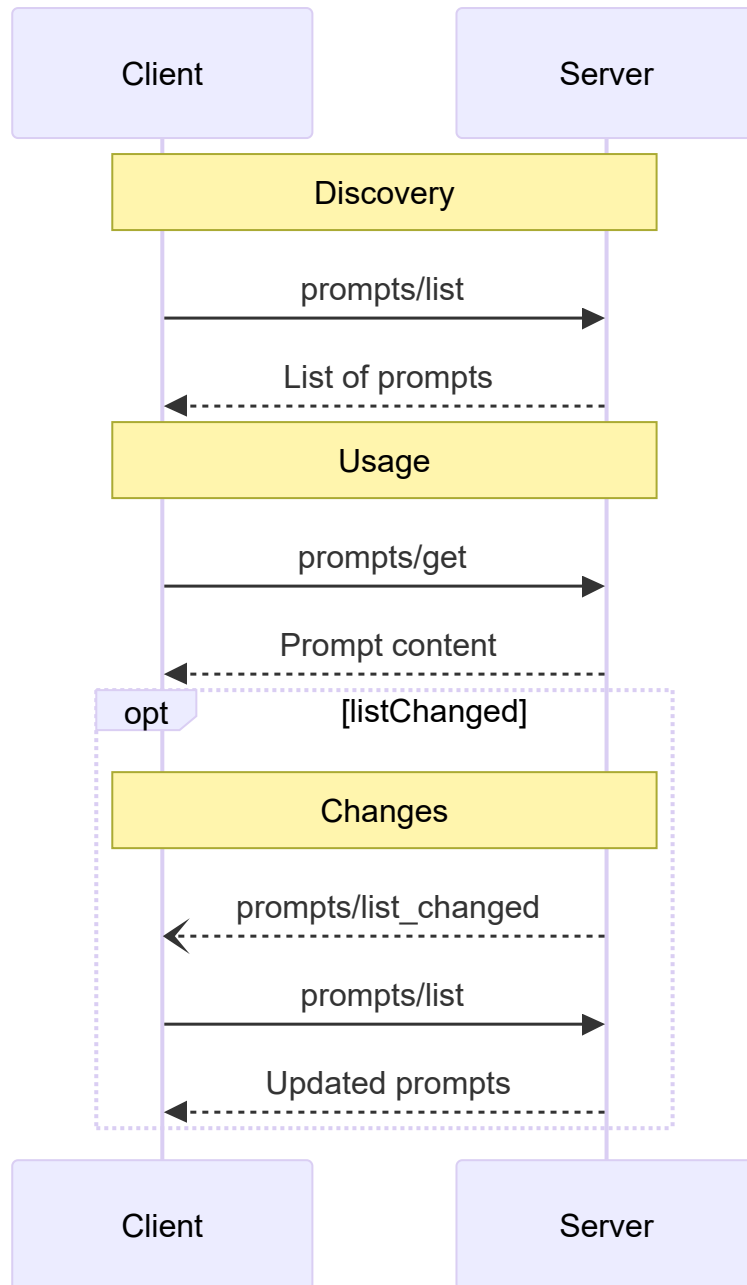 Client
Server
Discovery
prompts/list
List of prompts
Usage
prompts/get
Prompt content
opt
[listChanged]
Changes
prompts/list_changed
prompts/list
Updated prompts
Client
Server